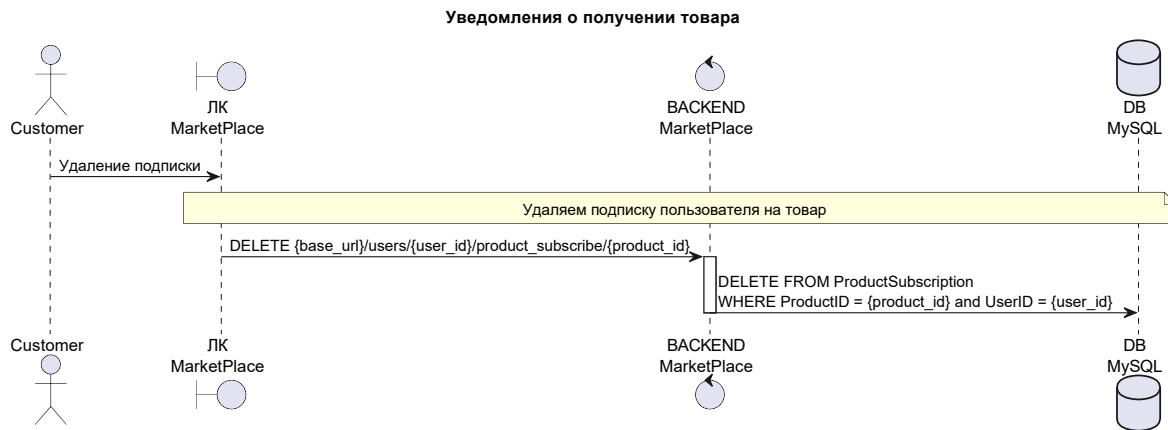 Уведомления о получении товара
Customer
ЛК
MarketPlace
BACKEND
MarketPlace
DB
MySQL
Удаление подписки
Удаляем подписку пользователя на товар
DELETE {base_url}/users/{user_id}/product_subscribe/{product_id}
DELETE FROM ProductSubscription
WHERE ProductID = {product_id} and UserID = {user_id}
Customer
ЛК
MarketPlace
BACKEND
MarketPlace
DB
MySQL